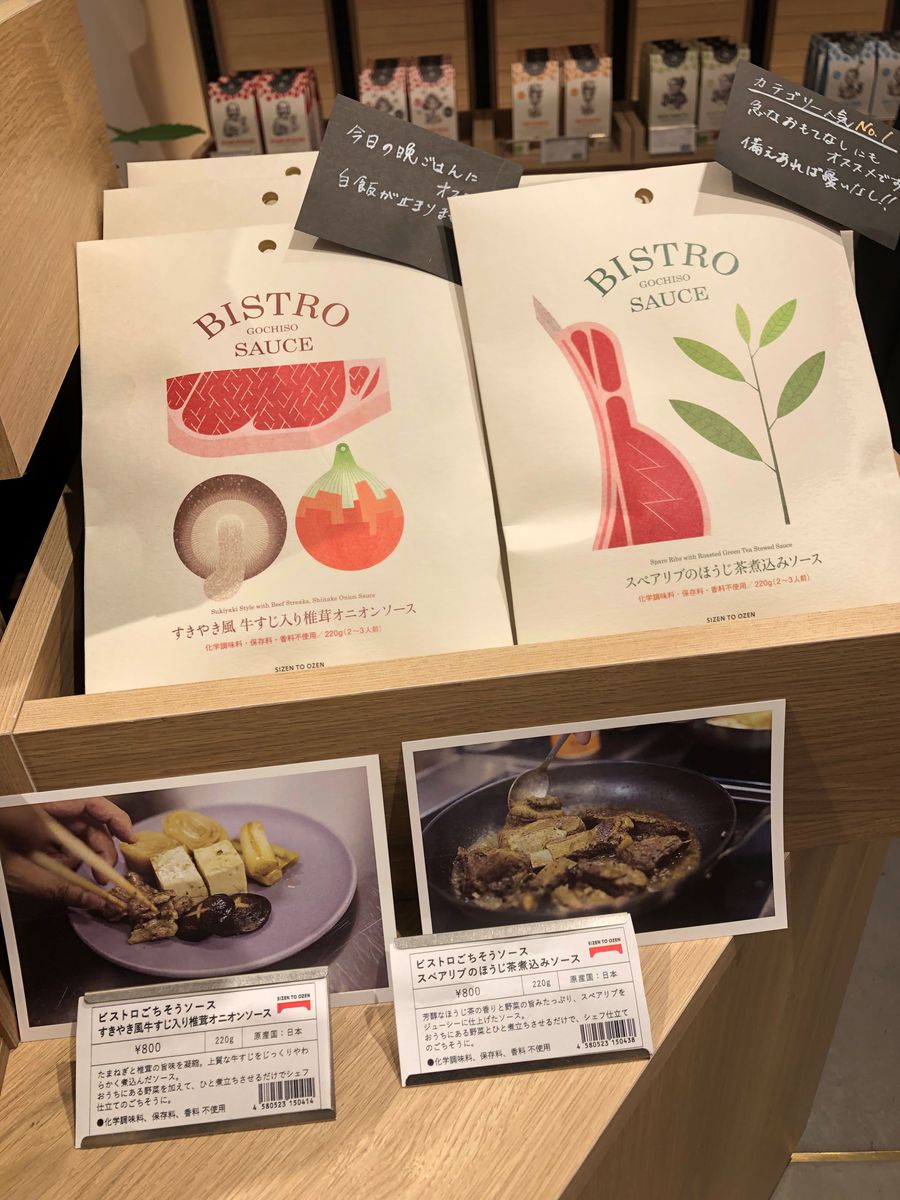 今日の晩ごはんに
オス
白飯が止まりま
カテゴリー人気No.1
急なおもてなしにも
オススメです
備えあれば憂いなし!!
BISTRO
GOCHISO
SAUCE
Sukiyaki Style with Beef Streaks, Shiitake Onion Sauce
すきやき風 牛すじ入り椎茸オニオンソース
化学調味料・保存料・香料不使用／220g(2〜3人前)
SIZEN TO OZEN
BISTRO
GOCHISO
SAUCE
Spare Ribs with Roasted Green Tea Stewed Sauce
スペアリブのほうじ茶煮込みソース
化学調味料・保存料・香料不使用／220g(2〜3人前)
SIZEN TO OZEN
ビストロごちそうソース
すきやき風牛すじ入り椎茸オニオンソース
SIZEN TO OZEN
¥800 220g 原産国：日本
たまねぎと椎茸の旨味を凝縮。上質な牛すじをじっくりやわ
らかく煮込んだソース。
おうちにある野菜を加えて、ひと煮立ちさせるだけでシェフ
仕立てのごちそうに。
●化学調味料、保存料、香料 不使用
4 580523 150414
ビストロごちそうソース
スペアリブのほうじ茶煮込みソース
SIZEN TO OZEN
¥800 220g 原産国：日本
芳醇なほうじ茶の香りと野菜の旨みたっぷり、スペアリブを
ジューシーに仕上げたソース。
おうちにある野菜とひと煮立ちさせるだけで、シェフ仕立て
のごちそうに。
●化学調味料、保存料、香料 不使用
4 580523 150438